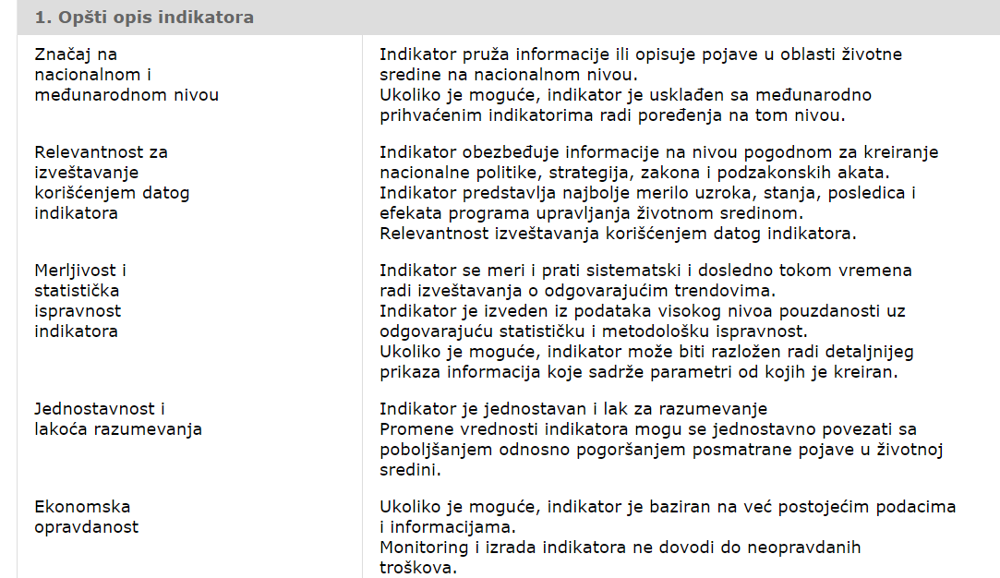 1. Opšti opis indikatora
Značaj na
nacionalnom i
međunarodnom nivou
Indikator pruža informacije ili opisuje pojave u oblasti životne
sredine na nacionalnom nivou.
Ukoliko je moguće, indikator je usklađen sa međunarodno
prihvaćenim indikatorima radi poređenja na tom nivou.
Relevantnost za
izveštavanje
korišćenjem datog
indikatora
Indikator obezbeđuje informacije na nivou pogodnom za kreiranje
nacionalne politike, strategija, zakona i podzakonskih akata.
Indikator predstavlja najbolje merilo uzroka, stanja, posledica i
efekata programa upravljanja životnom sredinom.
Relevantnost izveštavanja korišćenjem datog indikatora.
Merljivost i
statistička
ispravnost
indikatora
Indikator se meri i prati sistematski i dosledno tokom vremena
radi izveštavanja o odgovarajućim trendovima.
Indikator je izveden iz podataka visokog nivoa pouzdanosti uz
odgovarajuću statističku i metodološku ispravnost.
Ukoliko je moguće, indikator može biti razložen radi detaljnijeg
prikaza informacija koje sadrže parametri od kojih je kreiran.
Jednostavnost i
lakoća razumevanja
Indikator je jednostavan i lak za razumevanje
Promene vrednosti indikatora mogu se jednostavno povezati sa
poboljšanjem odnosno pogoršanjem posmatrane pojave u životnoj
sredini.
Ekonomska
opravdanost
Ukoliko je moguće, indikator je baziran na već postojećim podacima
i informacijama.
Monitoring i izrada indikatora ne dovodi do neopravdanih
troškova.